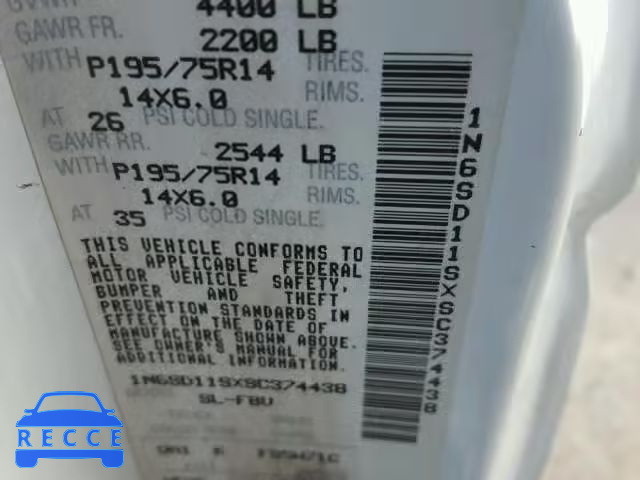 GVWR 4400 LB
GAWR FR. 2200 LB
WITH P195/75R14 TIRES.
14X6.0 RIMS.
AT 26 PSI COLD SINGLE.
GAWR RR. 2544 LB
WITH P195/75R14 TIRES.
14X6.0 RIMS.
AT 35 PSI COLD SINGLE.
THIS VEHICLE CONFORMS TO
ALL APPLICABLE FEDERAL
MOTOR VEHICLE SAFETY,
BUMPER AND THEFT
PREVENTION STANDARDS IN
EFFECT ON THE DATE OF
MANUFACTURE SHOWN ABOVE.
SEE OWNER'S MANUAL FOR
ADDITIONAL INFORMATION.
1N6SD11SXSC374438
SL-FBU
1N6SD11SXSC374438
RECCE